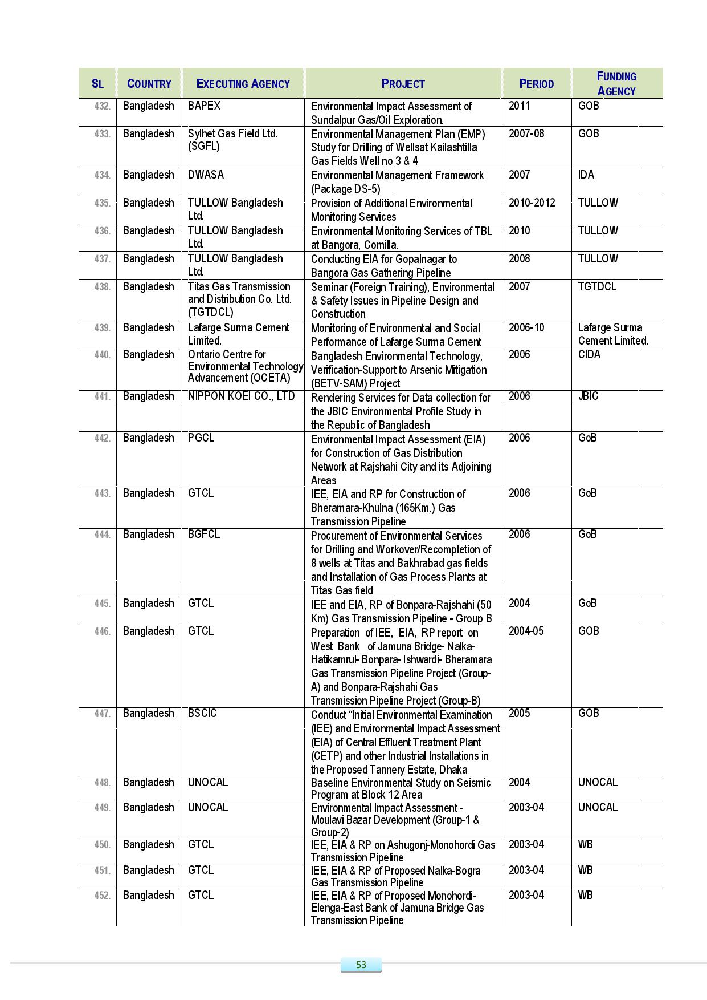 SL COUNTRY EXECUTING AGENCY PROJECT PERIOD FUNDING AGENCY
432. Bangladesh BAPEX Environmental Impact Assessment of 2011 GOB
Sundalpur Gas/Oil Exploration.
433. Bangladesh Sylhet Gas Field Ltd. Environmental Management Plan (EMP) 2007-08 GOB
(SGFL) Study for Drilling of Wellsat Kailashtilla
Gas Fields Well no 3 & 4
434. Bangladesh DWASA Environmental Management Framework 2007 IDA
(Package DS-5)
435. Bangladesh TULLOW Bangladesh Provision of Additional Environmental 2010-2012 TULLOW
Ltd. Monitoring Services
436. Bangladesh TULLOW Bangladesh Environmental Monitoring Services of TBL 2010 TULLOW
Ltd. at Bangora, Comilla.
437. Bangladesh TULLOW Bangladesh Conducting EIA for Gopalnagar to 2008 TULLOW
Ltd. Bangora Gas Gathering Pipeline
438. Bangladesh Titas Gas Transmission Seminar (Foreign Training), Environmental 2007 TGTDCL
and Distribution Co. Ltd. & Safety Issues in Pipeline Design and
(TGTDCL) Construction
439. Bangladesh Lafarge Surma Cement Monitoring of Environmental and Social 2006-10 Lafarge Surma
Limited. Performance of Lafarge Surma Cement Cement Limited.
440. Bangladesh Ontario Centre for Bangladesh Environmental Technology, 2006 CIDA
Environmental Technology Verification-Support to Arsenic Mitigation
Advancement (OCETA) (BETV-SAM) Project
441. Bangladesh NIPPON KOEI CO., LTD Rendering Services for Data collection for 2006 JBIC
the JBIC Environmental Profile Study in
the Republic of Bangladesh
442. Bangladesh PGCL Environmental Impact Assessment (EIA) 2006 GoB
for Construction of Gas Distribution
Network at Rajshahi City and its Adjoining
Areas
443. Bangladesh GTCL IEE, EIA and RP for Construction of 2006 GoB
Bheramara-Khulna (165Km.) Gas
Transmission Pipeline
444. Bangladesh BGFCL Procurement of Environmental Services 2006 GoB
for Drilling and Workover/Recompletion of
8 wells at Titas and Bakhrabad gas fields
and Installation of Gas Process Plants at
Titas Gas field
445. Bangladesh GTCL IEE and EIA, RP of Bonpara-Rajshahi (50 2004 GoB
Km) Gas Transmission Pipeline - Group B
446. Bangladesh GTCL Preparation of IEE, EIA, RP report on 2004-05 GOB
West Bank of Jamuna Bridge- Nalka-
Hatikamrul- Bonpara- Ishwardi- Bheramara
Gas Transmission Pipeline Project (Group-
A) and Bonpara-Rajshahi Gas
Transmission Pipeline Project (Group-B)
447. Bangladesh BSCIC Conduct “Initial Environmental Examination 2005 GOB
(IEE) and Environmental Impact Assessment
(EIA) of Central Effluent Treatment Plant
(CETP) and other Industrial Installations in
the Proposed Tannery Estate, Dhaka
448. Bangladesh UNOCAL Baseline Environmental Study on Seismic 2004 UNOCAL
Program at Block 12 Area
449. Bangladesh UNOCAL Environmental Impact Assessment - 2003-04 UNOCAL
Moulavi Bazar Development (Group-1 &
Group-2)
450. Bangladesh GTCL IEE, EIA & RP on Ashugonj-Monohordi Gas 2003-04 WB
Transmission Pipeline
451. Bangladesh GTCL IEE, EIA & RP of Proposed Nalka-Bogra 2003-04 WB
Gas Transmission Pipeline
452. Bangladesh GTCL IEE, EIA & RP of Proposed Monohordi- 2003-04 WB
Elenga-East Bank of Jamuna Bridge Gas
Transmission Pipeline
53